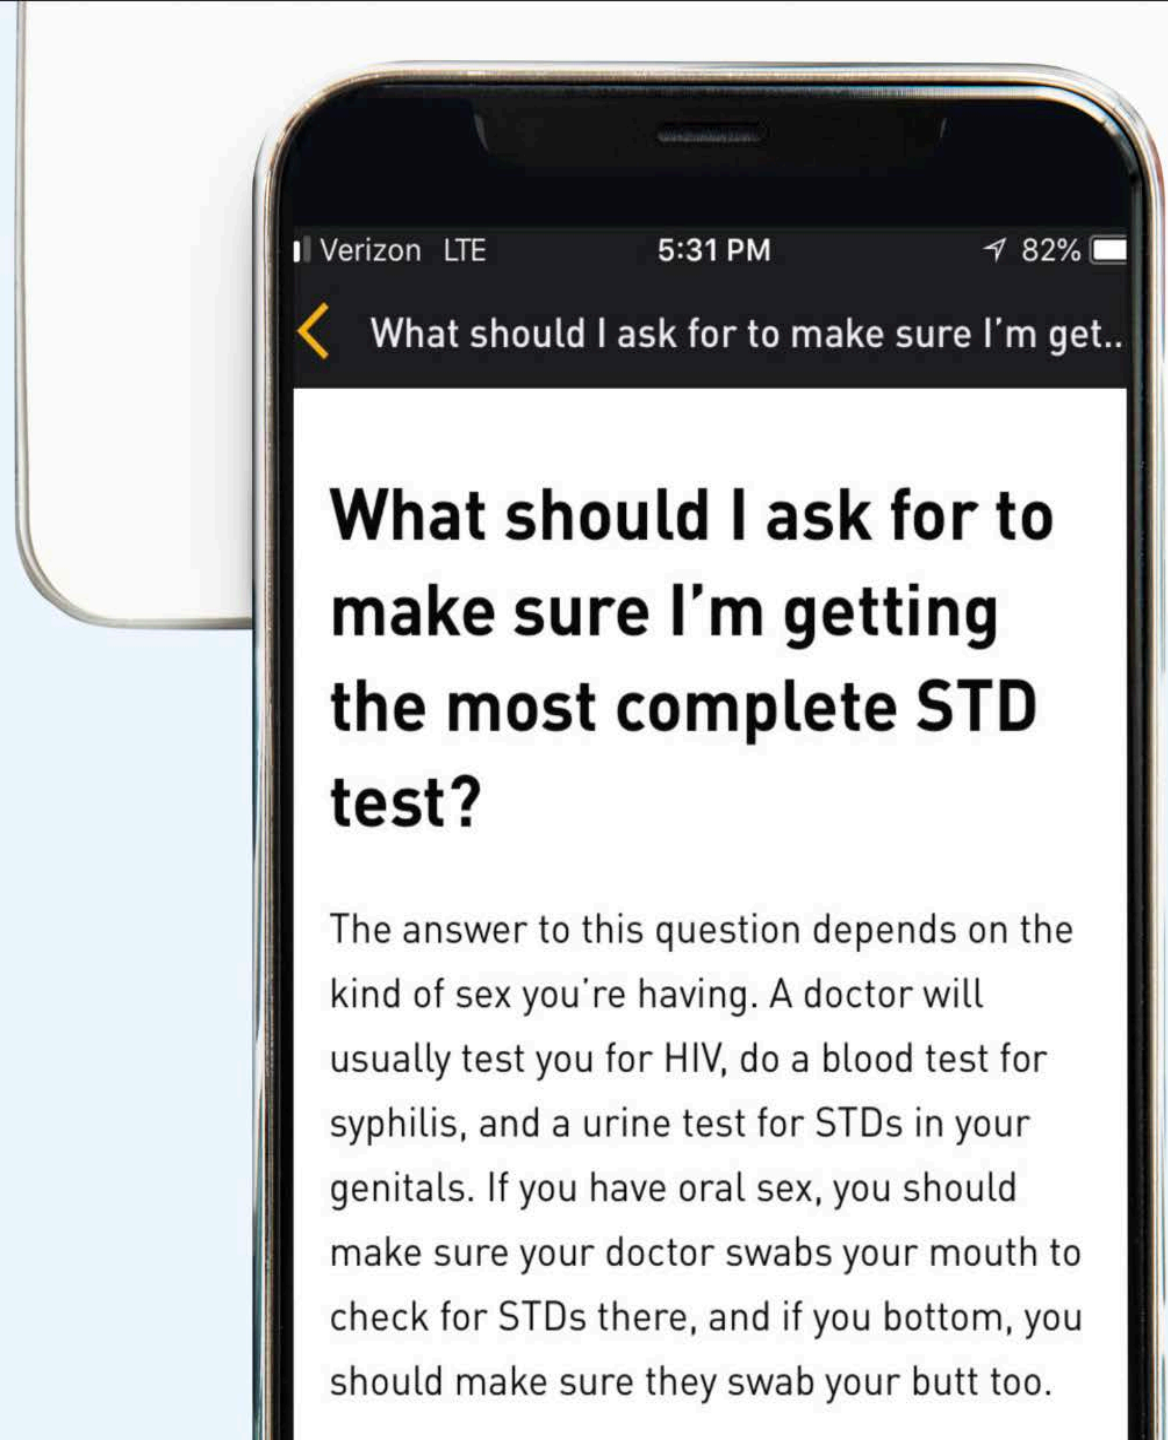 Verizon LTE 5:31 PM 82%
What should I ask for to make sure I'm get..
What should I ask for to
make sure I'm getting
the most complete STD
test?
The answer to this question depends on the
kind of sex you're having. A doctor will
usually test you for HIV, do a blood test for
syphilis, and a urine test for STDs in your
genitals. If you have oral sex, you should
make sure your doctor swabs your mouth to
check for STDs there, and if you bottom, you
should make sure they swab your butt too.